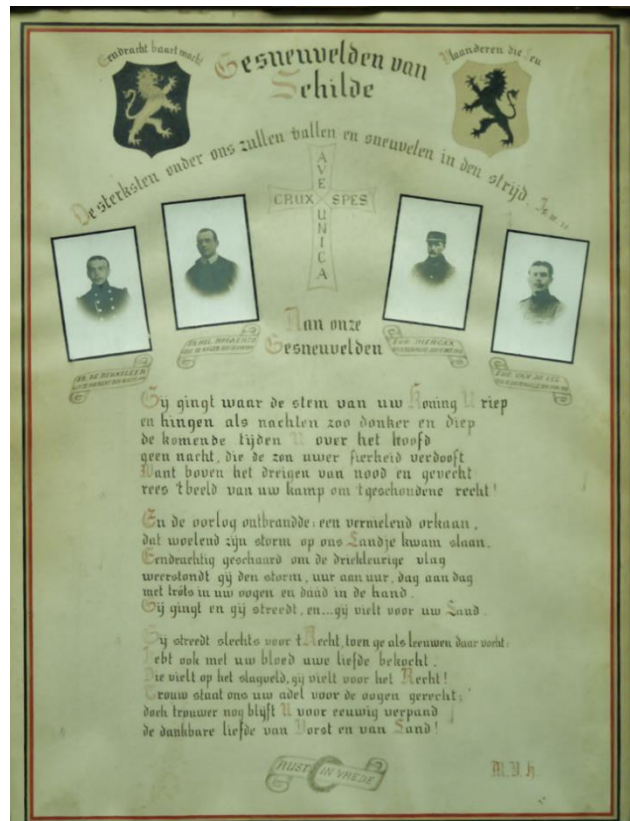 Eendracht baart macht
Vlaanderen die Leu
Gesneuvelden van
Schilde
De sterksten onder ons zullen vallen en sneuvelen in den strijd.
AVE
CRUX SPES
UNICA
Aan onze
Gesneuvelden
Gij gingt waar de stem van uw Koning U riep
en hingen als nachten zoo donker en diep
de komende tijden U over het hoofd
geen nacht, die de zon uwer fierheid verdooft
Want boven het dreigen van nood en gevecht
rees 't beeld van uw kamp om 't geschondene recht!
En de oorlog ontbrandde: een vernielend orkaan,
dat woelend zijn storm op ons Landje kwam slaan.
Eendrachtig geschaard om de driekleurige vlag
weerstondt gij den storm, uur aan uur, dag aan dag
met trots in uw oogen en daad in de hand.
Gij gingt en gij streedt, en...gij vielt voor uw Land.
Gy streedt slechts voor t Recht, toen ge als leeuwen daar vocht:
Hebt ook met uw bloed uwe liefde bekocht.
Die vielt op het slagveld, gij vielt voor het Recht!
Trouw staat ons uw adel voor de oogen gerecht;
doch trouwer nog blijft U voor eeuwig verpand
de dankbare liefde van Vorst en van Land!
RUST IN VREDE
M.V.H.